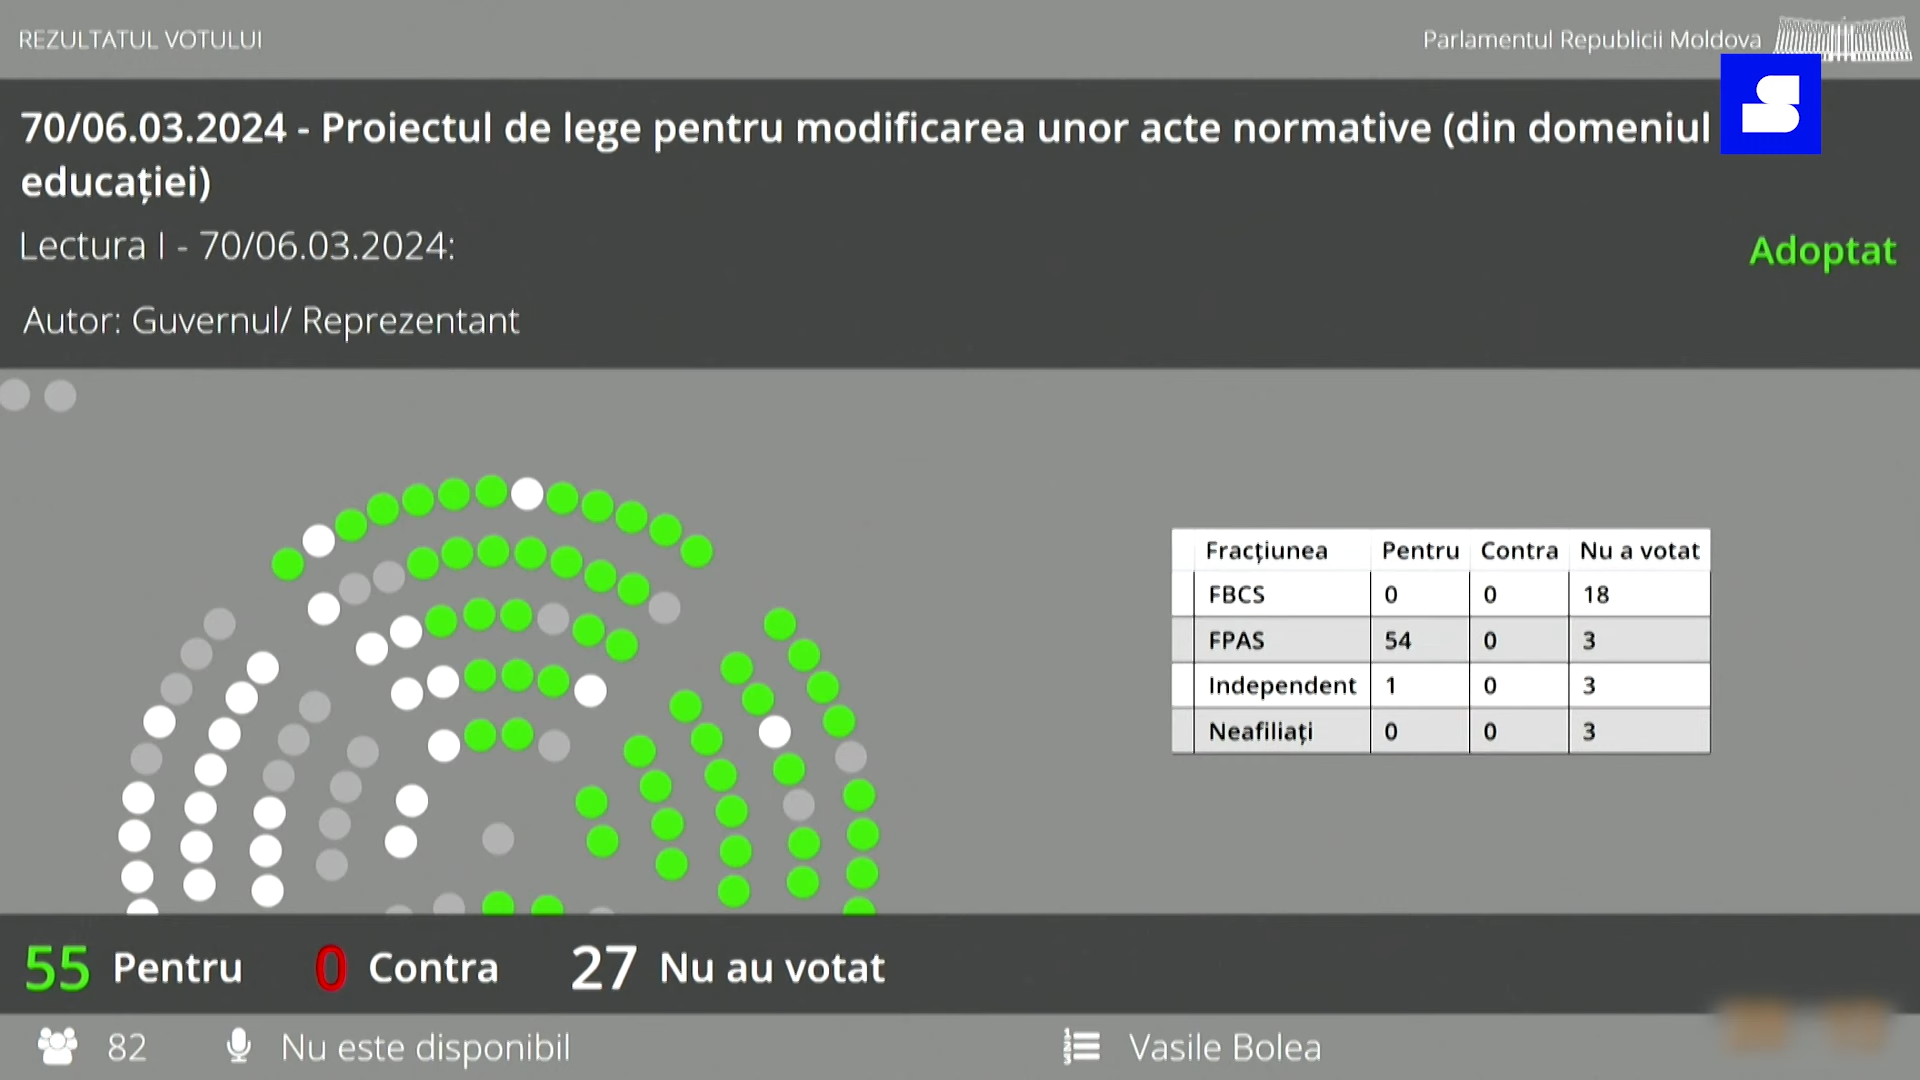 REZULTATUL VOTULUI
Parlamentul Republicii Moldova
70/06.03.2024 - Proiectul de lege pentru modificarea unor acte normative (din domeniul
educației)
Lectura I - 70/06.03.2024:
Adoptat
Autor: Guvernul/ Reprezentant
Fracțiunea Pentru Contra Nu a votat
FBCS 0 0 18
FPAS 54 0 3
Independent 1 0 3
Neafiliați 0 0 3
55 Pentru 0 Contra 27 Nu au votat
82 Nu este disponibil Vasile Bolea